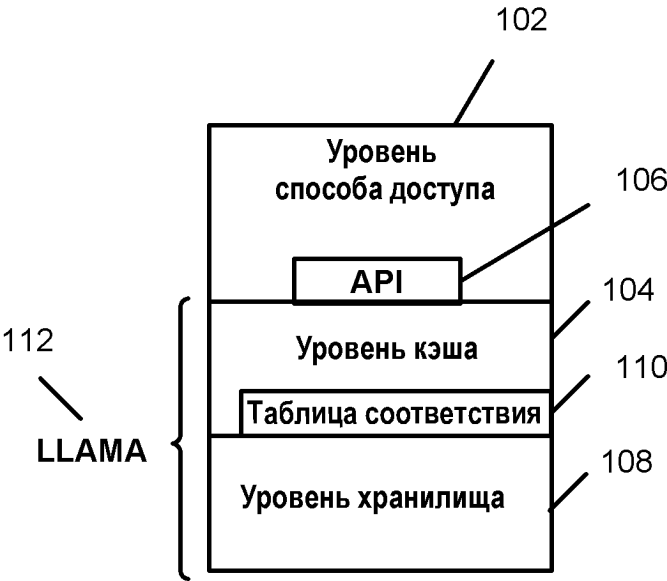 102
Уровень
способа доступа
106
API
104
Уровень кэша
112
110
Таблица соответствия
LLAMA
108
Уровень хранилища